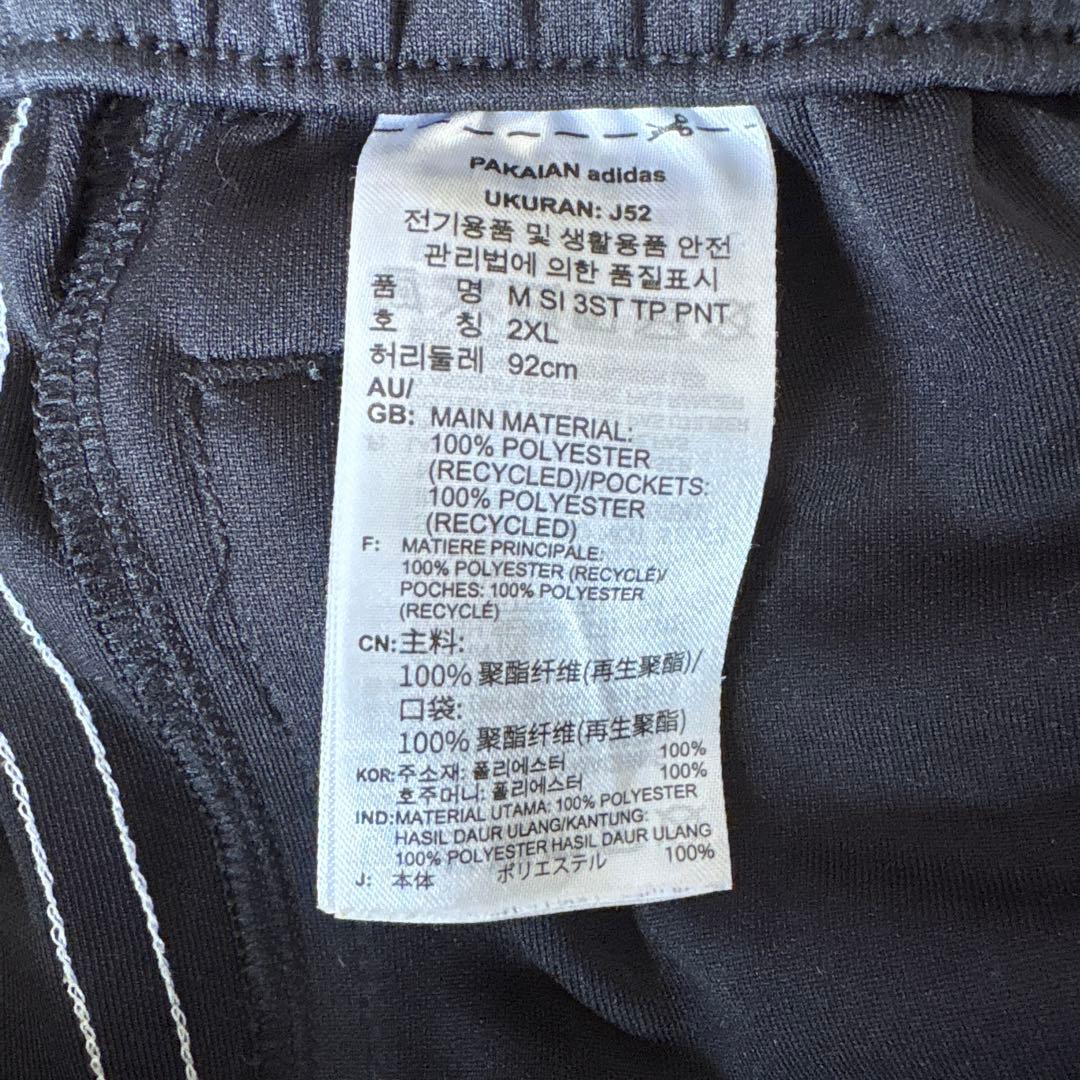 PAKAIAN adidas
UKURAN: J52
전기용품 및 생활용품 안전
관리법에 의한 품질표시
품 명 M SI 3ST TP PNT
호 칭 2XL
허리둘레 92cm
AU/
GB: MAIN MATERIAL:
100% POLYESTER
(RECYCLED)/POCKETS:
100% POLYESTER
(RECYCLED)
F: MATIERE PRINCIPALE:
100% POLYESTER (RECYCLÉ)/
POCHES: 100% POLYESTER
(RECYCLÉ)
CN: 主料:
100% 聚酯纤维(再生聚酯)/
口袋:
100% 聚酯纤维(再生聚酯)
KOR: 주소재: 폴리에스터 100%
호주머니: 폴리에스터 100%
IND: MATERIAL UTAMA: 100% POLYESTER
HASIL DAUR ULANG/KANTUNG:
100% POLYESTER HASIL DAUR ULANG
J: 本体 ポリエステル 100%